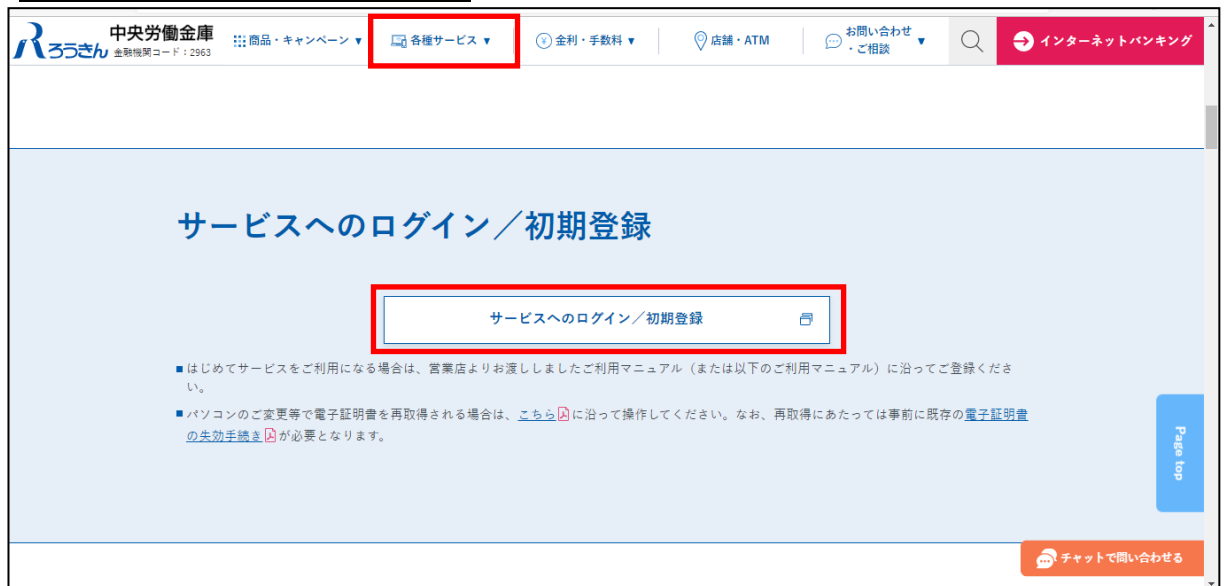 ろうきん 中央労働金庫
金融機関コード：2963
商品・キャンペーン ▼
各種サービス ▼
金利・手数料 ▼
店舗・ATM
お問い合わせ
・ご相談 ▼
インターネットバンキング
サービスへのログイン／初期登録
サービスへのログイン／初期登録
■はじめてサービスをご利用になる場合は、営業店よりお渡ししましたご利用マニュアル（または以下のご利用マニュアル）に沿ってご登録くださ
い。
■パソコンのご変更等で電子証明書を再取得される場合は、こちらに沿って操作してください。なお、再取得にあたっては事前に既存の電子証明書
の失効手続きが必要となります。
Page top
チャットで問い合わせる